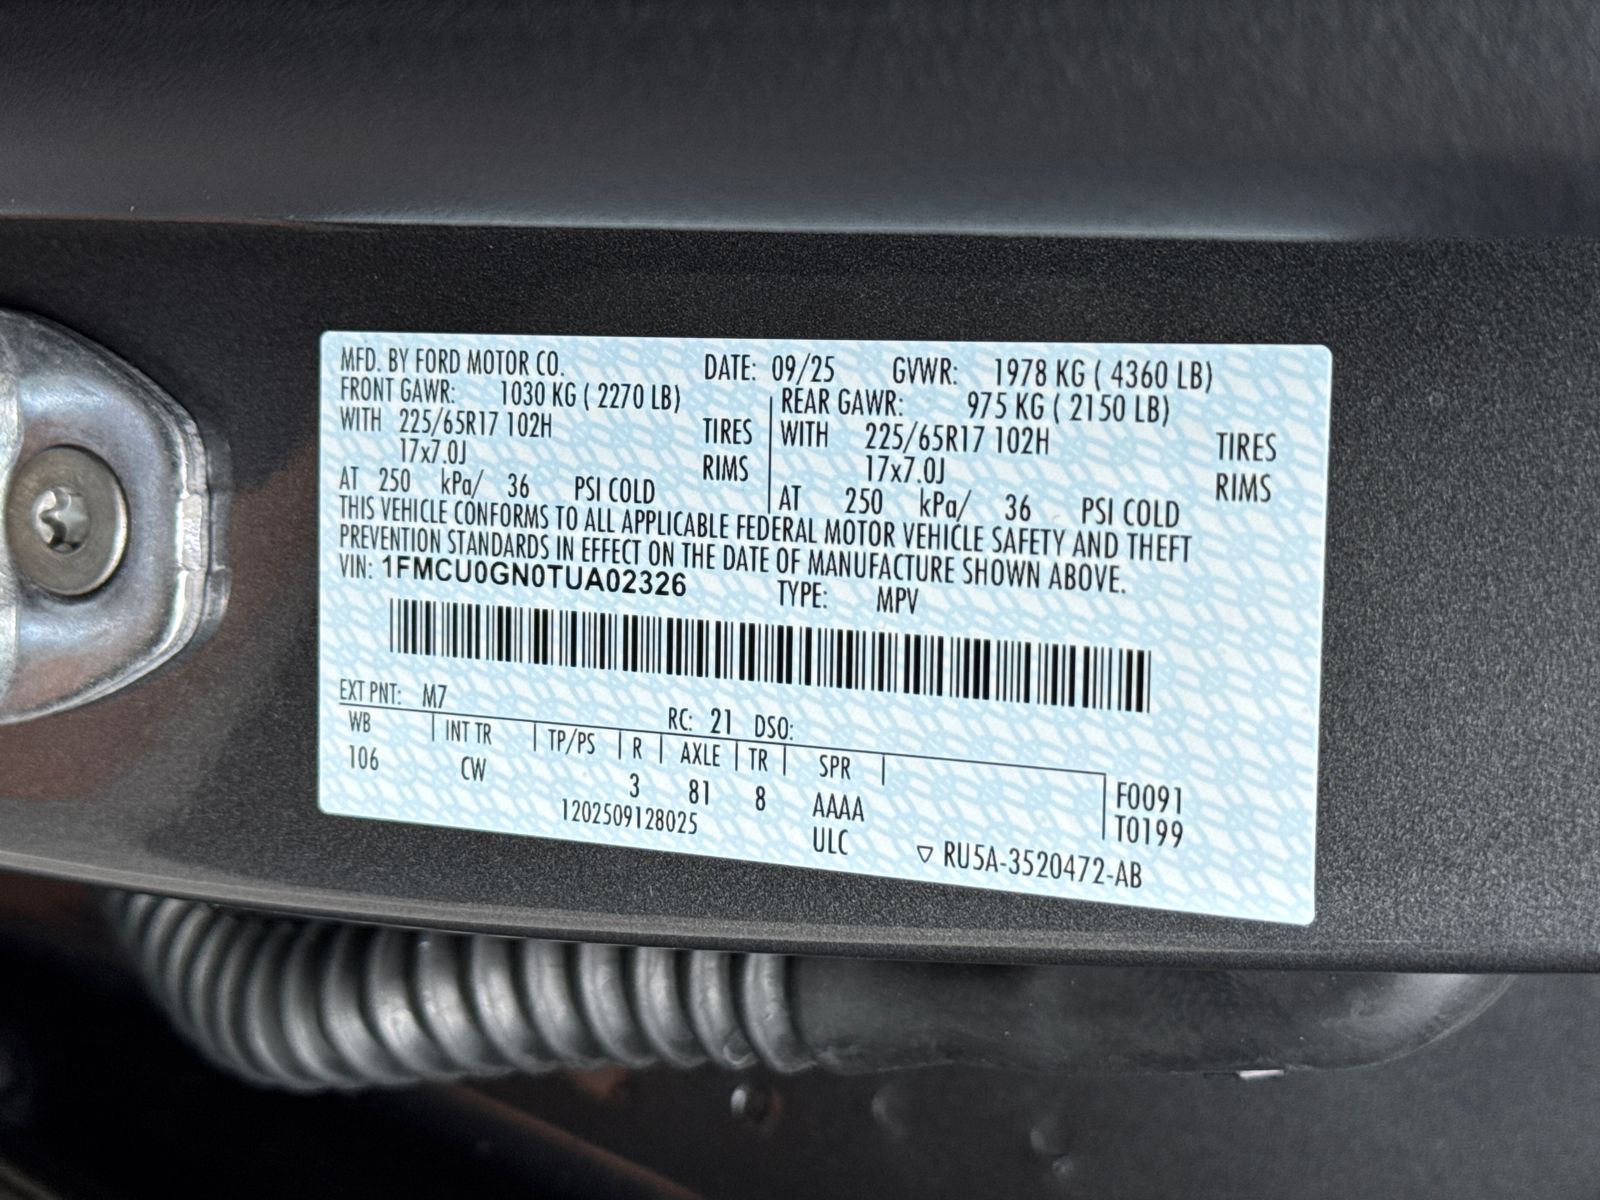 MFD. BY FORD MOTOR CO. DATE: 09/25 GVWR: 1978 KG ( 4360 LB)
FRONT GAWR: 1030 KG ( 2270 LB) REAR GAWR: 975 KG ( 2150 LB)
WITH 225/65R17 102H TIRES WITH 225/65R17 102H TIRES
17x7.0J RIMS 17x7.0J RIMS
AT 250 kPa/ 36 PSI COLD AT 250 kPa/ 36 PSI COLD
THIS VEHICLE CONFORMS TO ALL APPLICABLE FEDERAL MOTOR VEHICLE SAFETY AND THEFT
PREVENTION STANDARDS IN EFFECT ON THE DATE OF MANUFACTURE SHOWN ABOVE.
VIN: 1FMCU0GN0TUA02326 TYPE: MPV
EXT PNT: M7 RC: 21 DSO:
WB INT TR TP/PS R AXLE TR SPR
106 CW 3 81 8 AAAA F0091
1202509128025 ULC T0199
▽ RU5A-3520472-AB